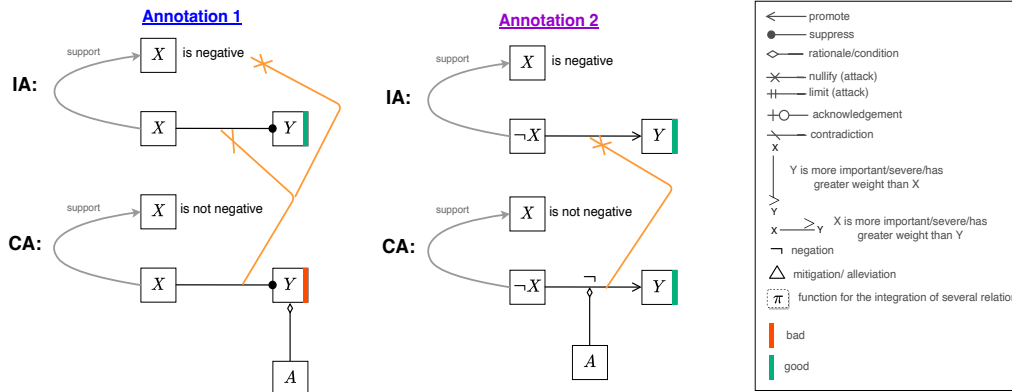 Annotation 1
support
X
is negative
IA:
X
Y
support
X
is not negative
CA:
X
Y
A
Annotation 2
support
X
is negative
IA:
¬X
Y
support
X
is not negative
CA:
¬X
¬
Y
A
promote
suppress
rationale/condition
nullify (attack)
limit (attack)
acknowledgement
contradiction
X
Y is more important/severe/has
greater weight than X
Y
X
≥
Y
X is more important/severe/has
greater weight than Y
¬ negation
mitigation/ alleviation
π function for the integration of several relation
bad
good